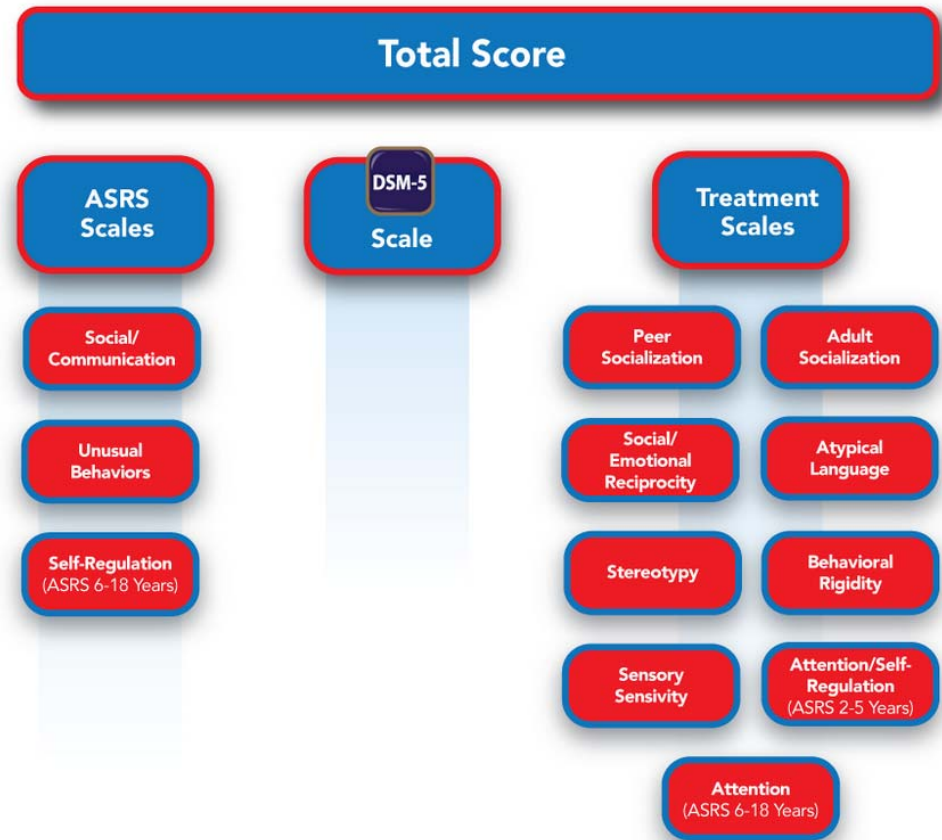 Total Score
ASRS
Scales
DSM-5
Scale
Treatment
Scales
Social/
Communication
Unusual
Behaviors
Self-Regulation
(ASRS 6-18 Years)
Peer
Socialization
Adult
Socialization
Social/
Emotional
Reciprocity
Atypical
Language
Stereotypy
Behavioral
Rigidity
Sensory
Sensivity
Attention/Self-
Regulation
(ASRS 2-5 Years)
Attention
(ASRS 6-18 Years)